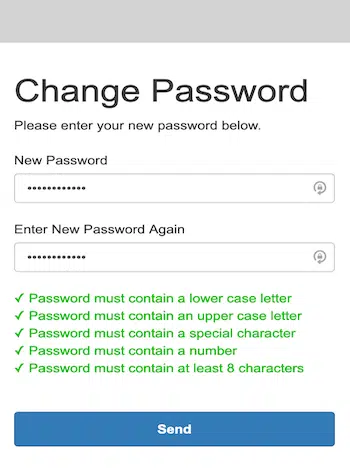 Change Password
Please enter your new password below.
New Password
••••••••••••
Enter New Password Again
••••••••••••
✓ Password must contain a lower case letter
✓ Password must contain an upper case letter
✓ Password must contain a special character
✓ Password must contain a number
✓ Password must contain at least 8 characters
Send